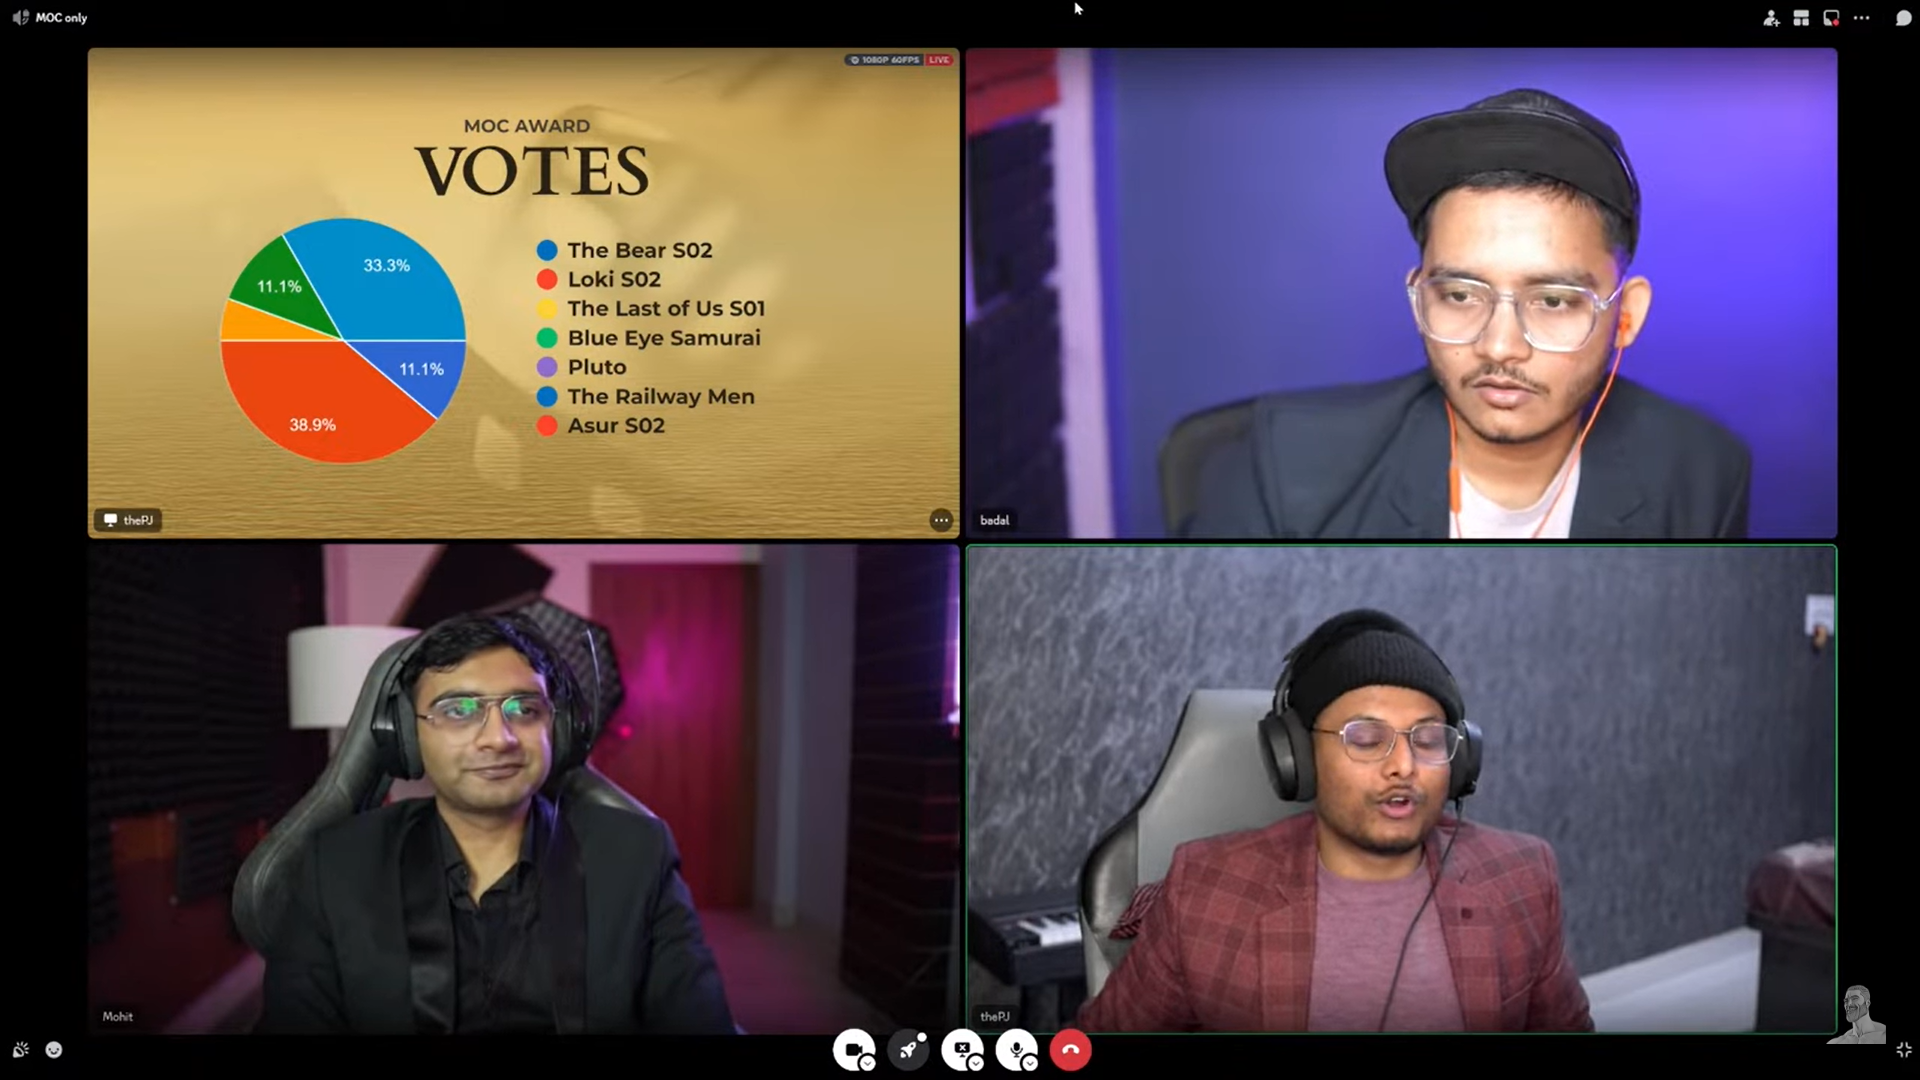 MOC only
1080P 60FPS LIVE
MOC AWARD
VOTES
33.3%
11.1%
11.1%
38.9%
The Bear S02
Loki S02
The Last of Us S01
Blue Eye Samurai
Pluto
The Railway Men
Asur S02
thePJ
badal
Mohit
thePJ